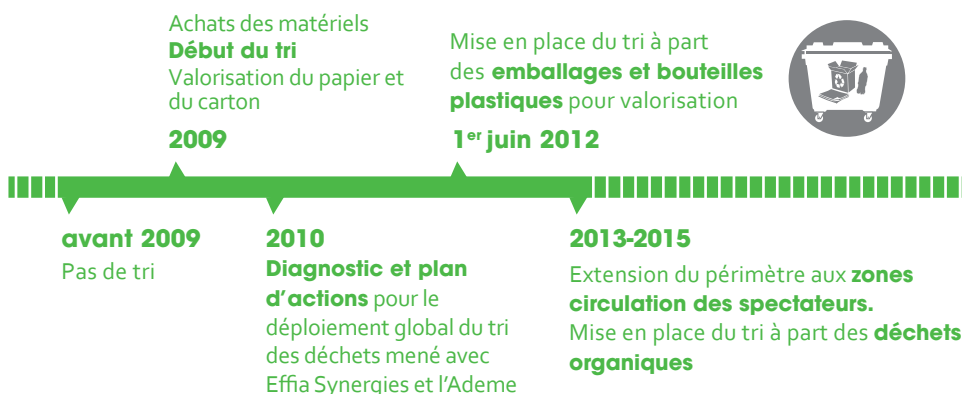 Achats des matériels
Début du tri
Valorisation du papier et
du carton
2009
Mise en place du tri à part
des emballages et bouteilles
plastiques pour valorisation
1er juin 2012
avant 2009
Pas de tri
2010
Diagnostic et plan
d'actions pour le
déploiement global du tri
des déchets mené avec
Effia Synergies et l'Ademe
2013-2015
Extension du périmètre aux zones
circulation des spectateurs.
Mise en place du tri à part des déchets
organiques